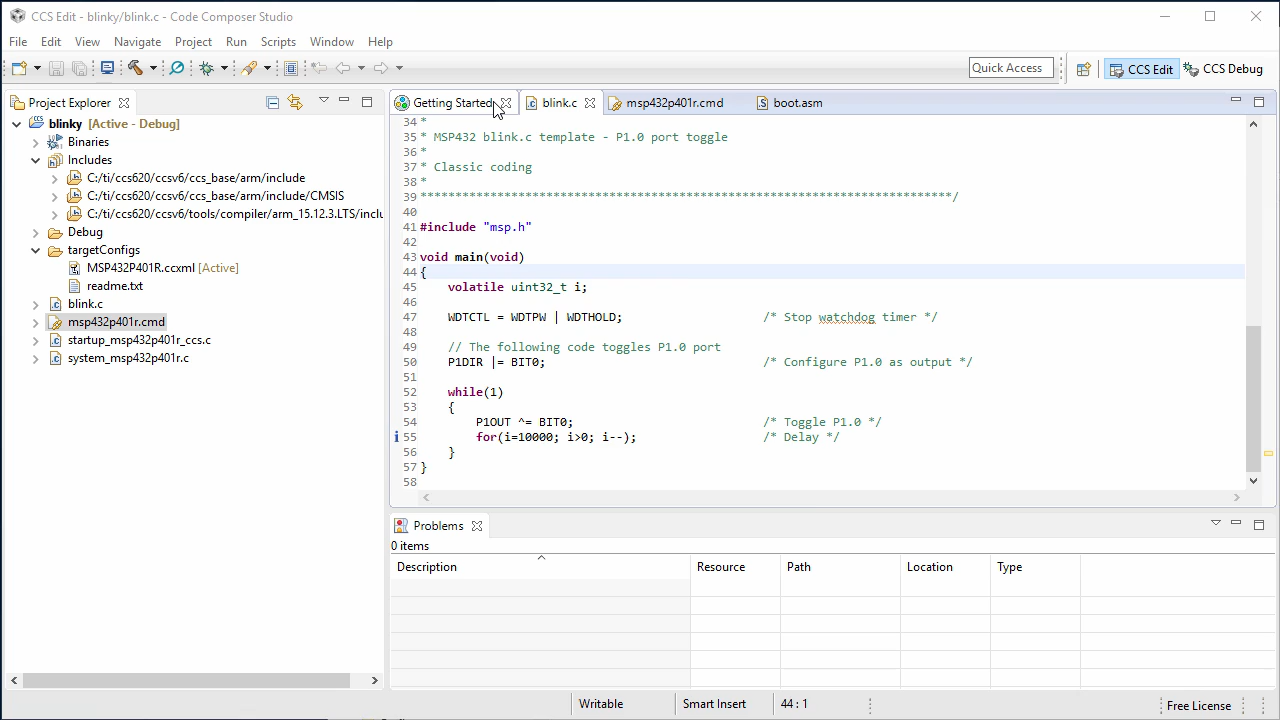 CCS Edit - blinky/blink.c - Code Composer Studio
File Edit View Navigate Project Run Scripts Window Help
Quick Access CCS Edit CCS Debug
Project Explorer
blinky [Active - Debug]
Binaries
Includes
C:/ti/ccs620/ccsv6/ccs_base/arm/include
C:/ti/ccs620/ccsv6/ccs_base/arm/include/CMSIS
C:/ti/ccs620/ccsv6/tools/compiler/arm_15.12.3.LTS/inclu
Debug
targetConfigs
MSP432P401R.ccxml [Active]
readme.txt
blink.c
msp432p401r.cmd
startup_msp432p401r_ccs.c
system_msp432p401r.c
Getting Started blink.c msp432p401r.cmd boot.asm
34 *
35 * MSP432 blink.c template - P1.0 port toggle
36 *
37 * Classic coding
38 *
39 ****************************************************************************/
40
41 #include "msp.h"
42
43 void main(void)
44 {
45 volatile uint32_t i;
46
47 WDTCTL = WDTPW | WDTHOLD; /* Stop watchdog timer */
48
49 // The following code toggles P1.0 port
50 P1DIR |= BIT0; /* Configure P1.0 as output */
51
52 while(1)
53 {
54 P1OUT ^= BIT0; /* Toggle P1.0 */
i 55 for(i=10000; i>0; i--); /* Delay */
56 }
57 }
58
Problems
0 items
Description Resource Path Location Type
Writable Smart Insert 44 : 1 Free License